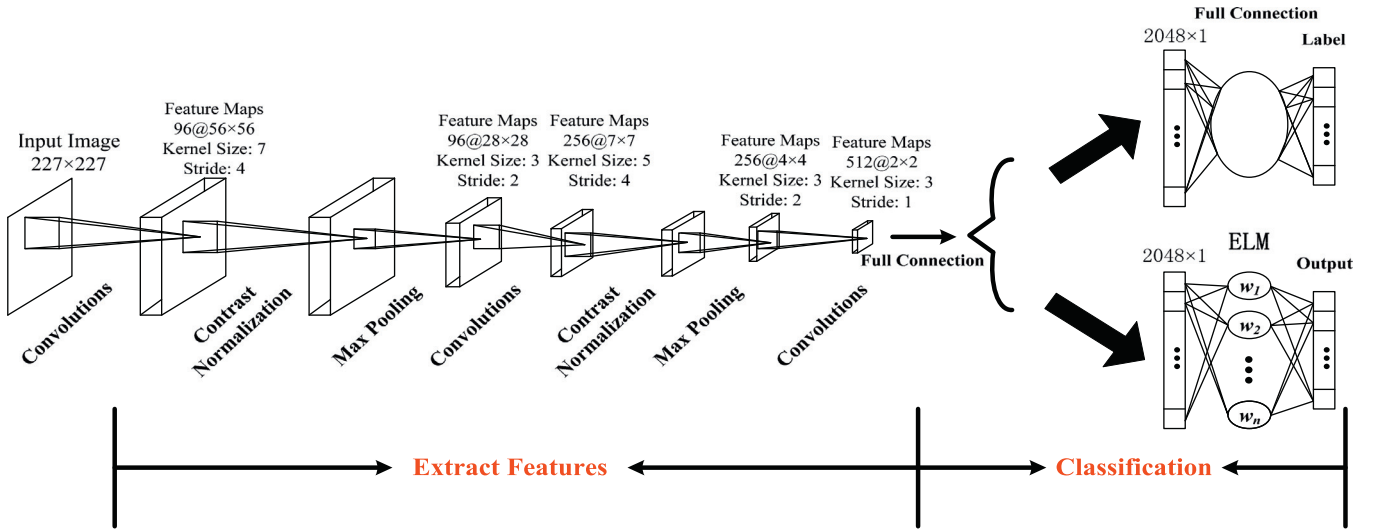 Input Image
227×227
Feature Maps
96@56×56
Kernel Size: 7
Stride: 4
Feature Maps
96@28×28
Kernel Size: 3
Stride: 2
Feature Maps
256@7×7
Kernel Size: 5
Stride: 4
Feature Maps
256@4×4
Kernel Size: 3
Stride: 2
Feature Maps
512@2×2
Kernel Size: 3
Stride: 1
Convolutions
Contrast
Normalization
Max Pooling
Convolutions
Contrast
Normalization
Max Pooling
Convolutions
Full Connection
Full Connection
2048×1
Label
ELM
2048×1
Output
w1
w2
wn
Extract Features
Classification